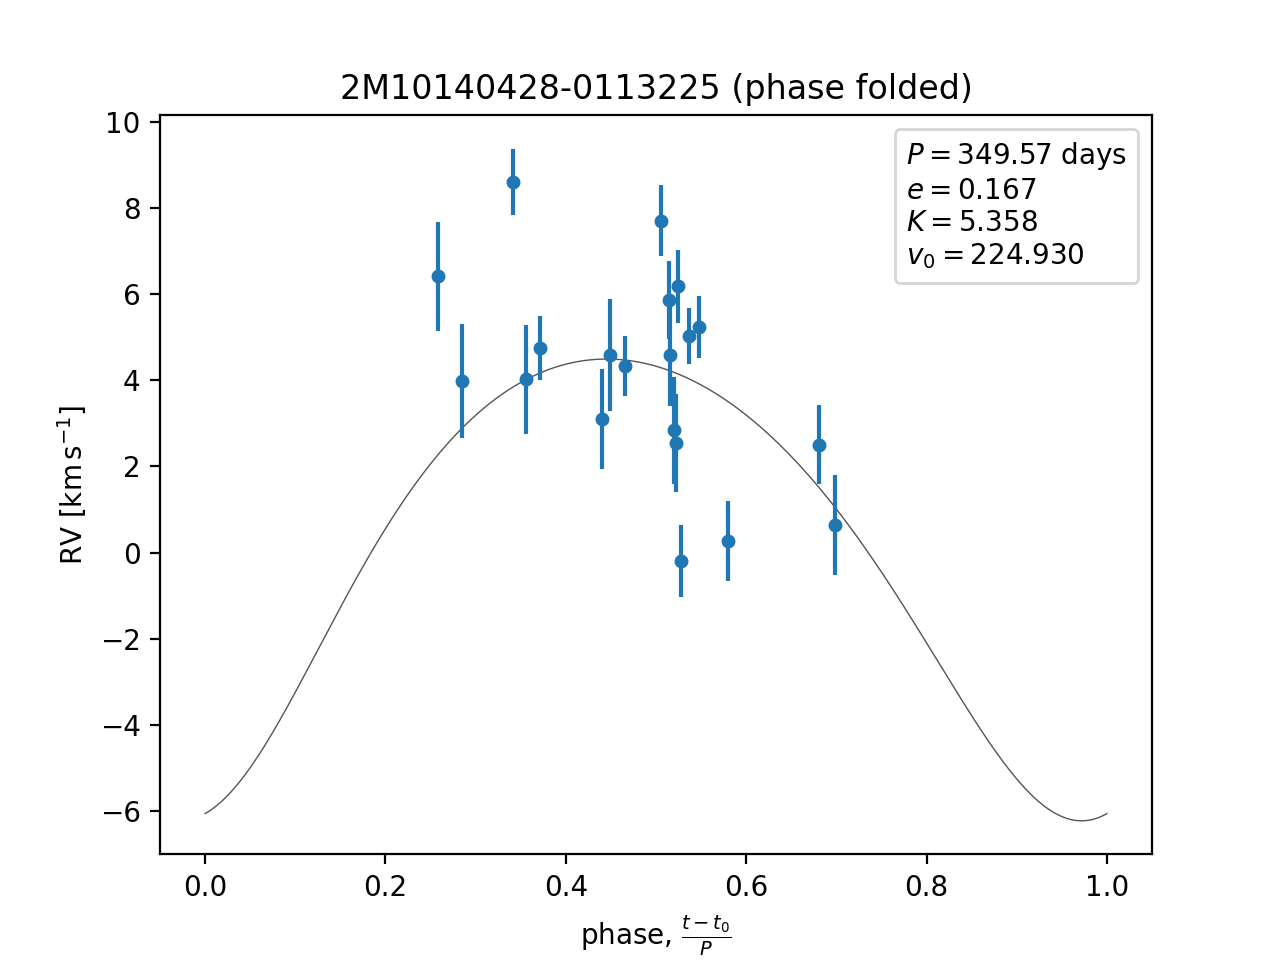 2M10140428-0113225 (phase folded)
P = 349.57 days
e = 0.167
K = 5.358
v₀ = 224.930
RV [km s⁻¹]
10
8
6
4
2
0
−2
−4
−6
0.0 0.2 0.4 0.6 0.8 1.0
phase, (t − t₀)/P